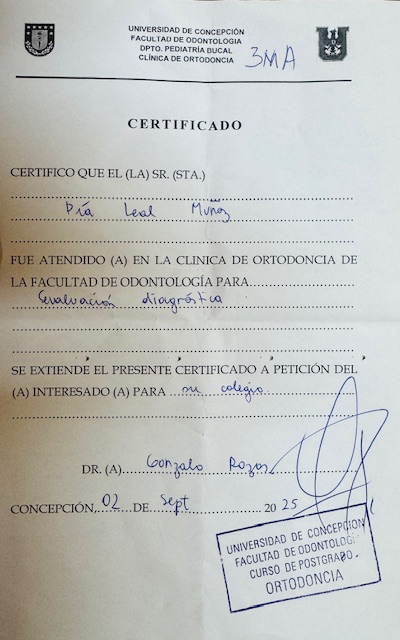 UNIVERSIDAD DE CONCEPCIÓN
FACULTAD DE ODONTOLOGIA
DPTO. PEDIATRÍA BUCAL
CLÍNICA DE ORTODONCIA
3MA
CERTIFICADO
CERTIFICO QUE EL (LA) SR. (STA.)
Pía Leal Muñoz
FUE ATENDIDO (A) EN LA CLINICA DE ORTODONCIA DE
LA FACULTAD DE ODONTOLOGÍA PARA
Evaluación diagnóstica
SE EXTIENDE EL PRESENTE CERTIFICADO A PETICIÓN DEL
(A) INTERESADO (A) PARA su colegio
DR. (A) Gonzalo Rozas
CONCEPCIÓN, 02 DE Sept 2025
UNIVERSIDAD DE CONCEPCION
FACULTAD DE ODONTOLOGI
CURSO DE POSTGRADO
ORTODONCIA